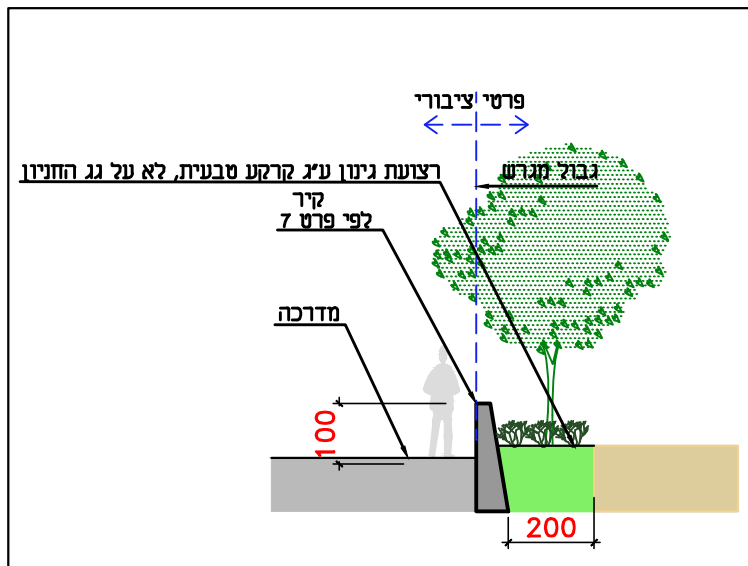 פרטי ציבורי
גבול מגרש
רצועת גינון ע"ג קרקע טבעית, לא על גג החניון
קיר
לפי פרט 7
מדרכה
100
200